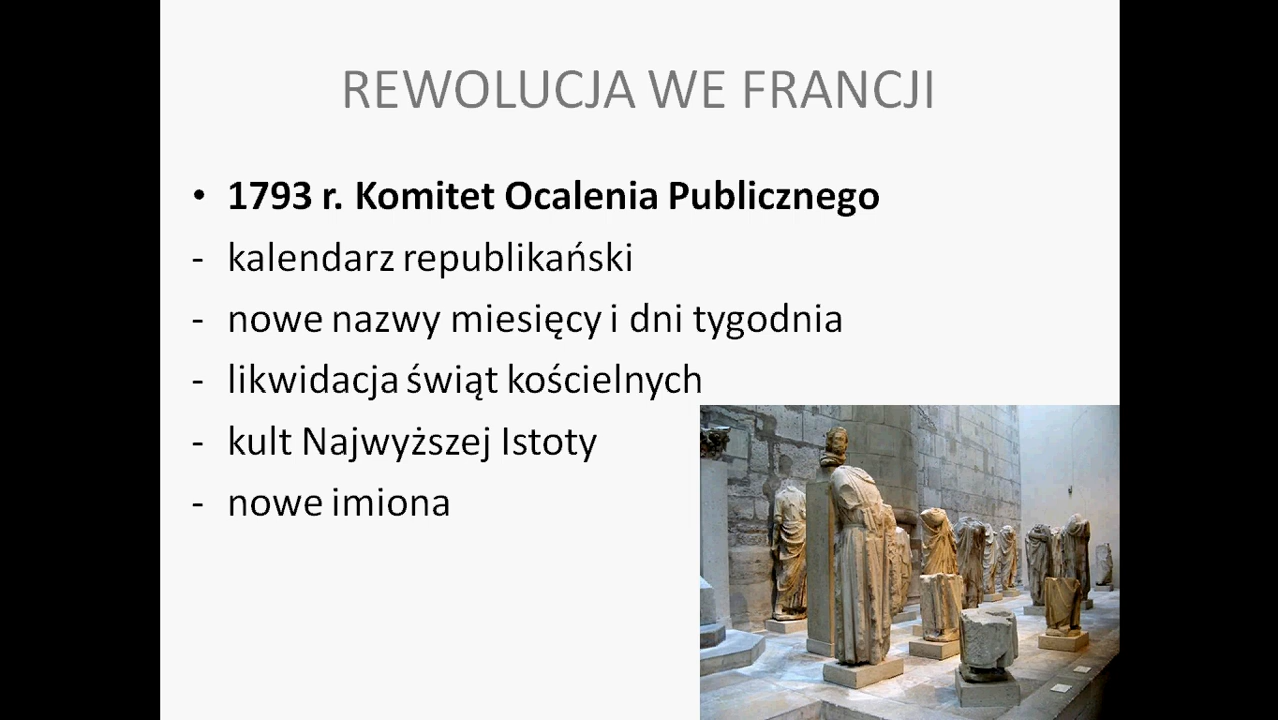 REWOLUCJA WE FRANCJI
• 1793 r. Komitet Ocalenia Publicznego
- kalendarz republikański
- nowe nazwy miesięcy i dni tygodnia
- likwidacja świąt kościelnych
- kult Najwyższej Istoty
- nowe imiona